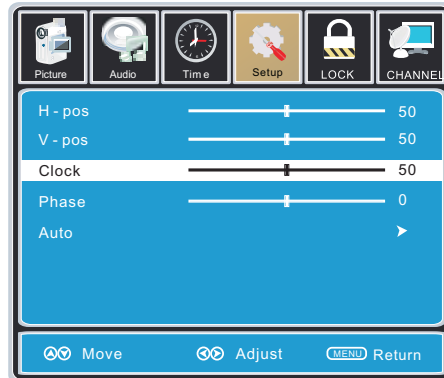 Picture Audio Time Setup LOCK CHANNEL
H - pos 50
V - pos 50
Clock 50
Phase 0
Auto
Move Adjust MENU Return